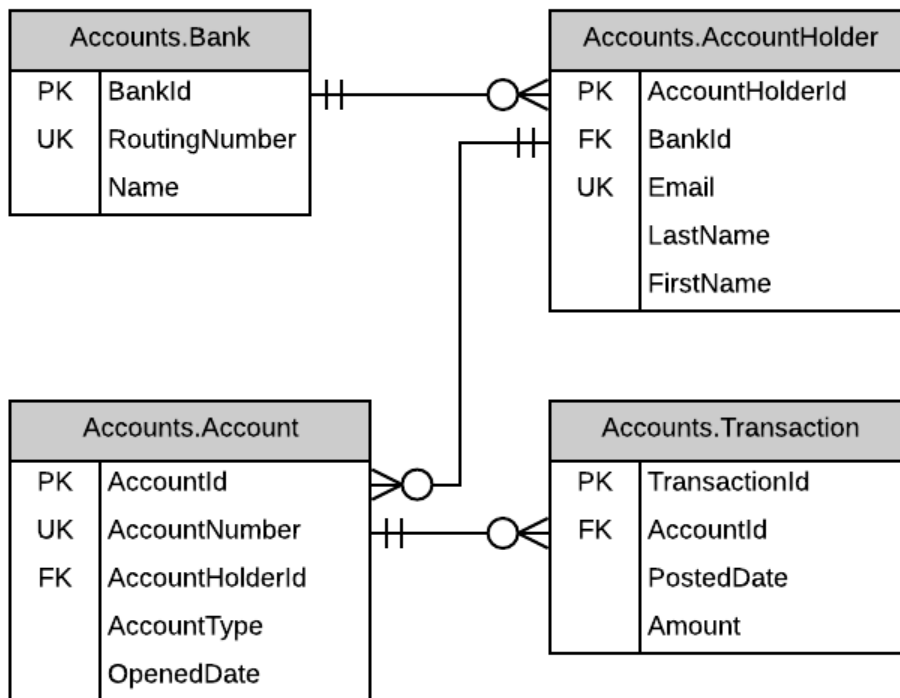 Accounts.Bank
PK BankId
UK RoutingNumber
Name
Accounts.AccountHolder
PK AccountHolderId
FK BankId
UK Email
LastName
FirstName
Accounts.Account
PK AccountId
UK AccountNumber
FK AccountHolderId
AccountType
OpenedDate
Accounts.Transaction
PK TransactionId
FK AccountId
PostedDate
Amount